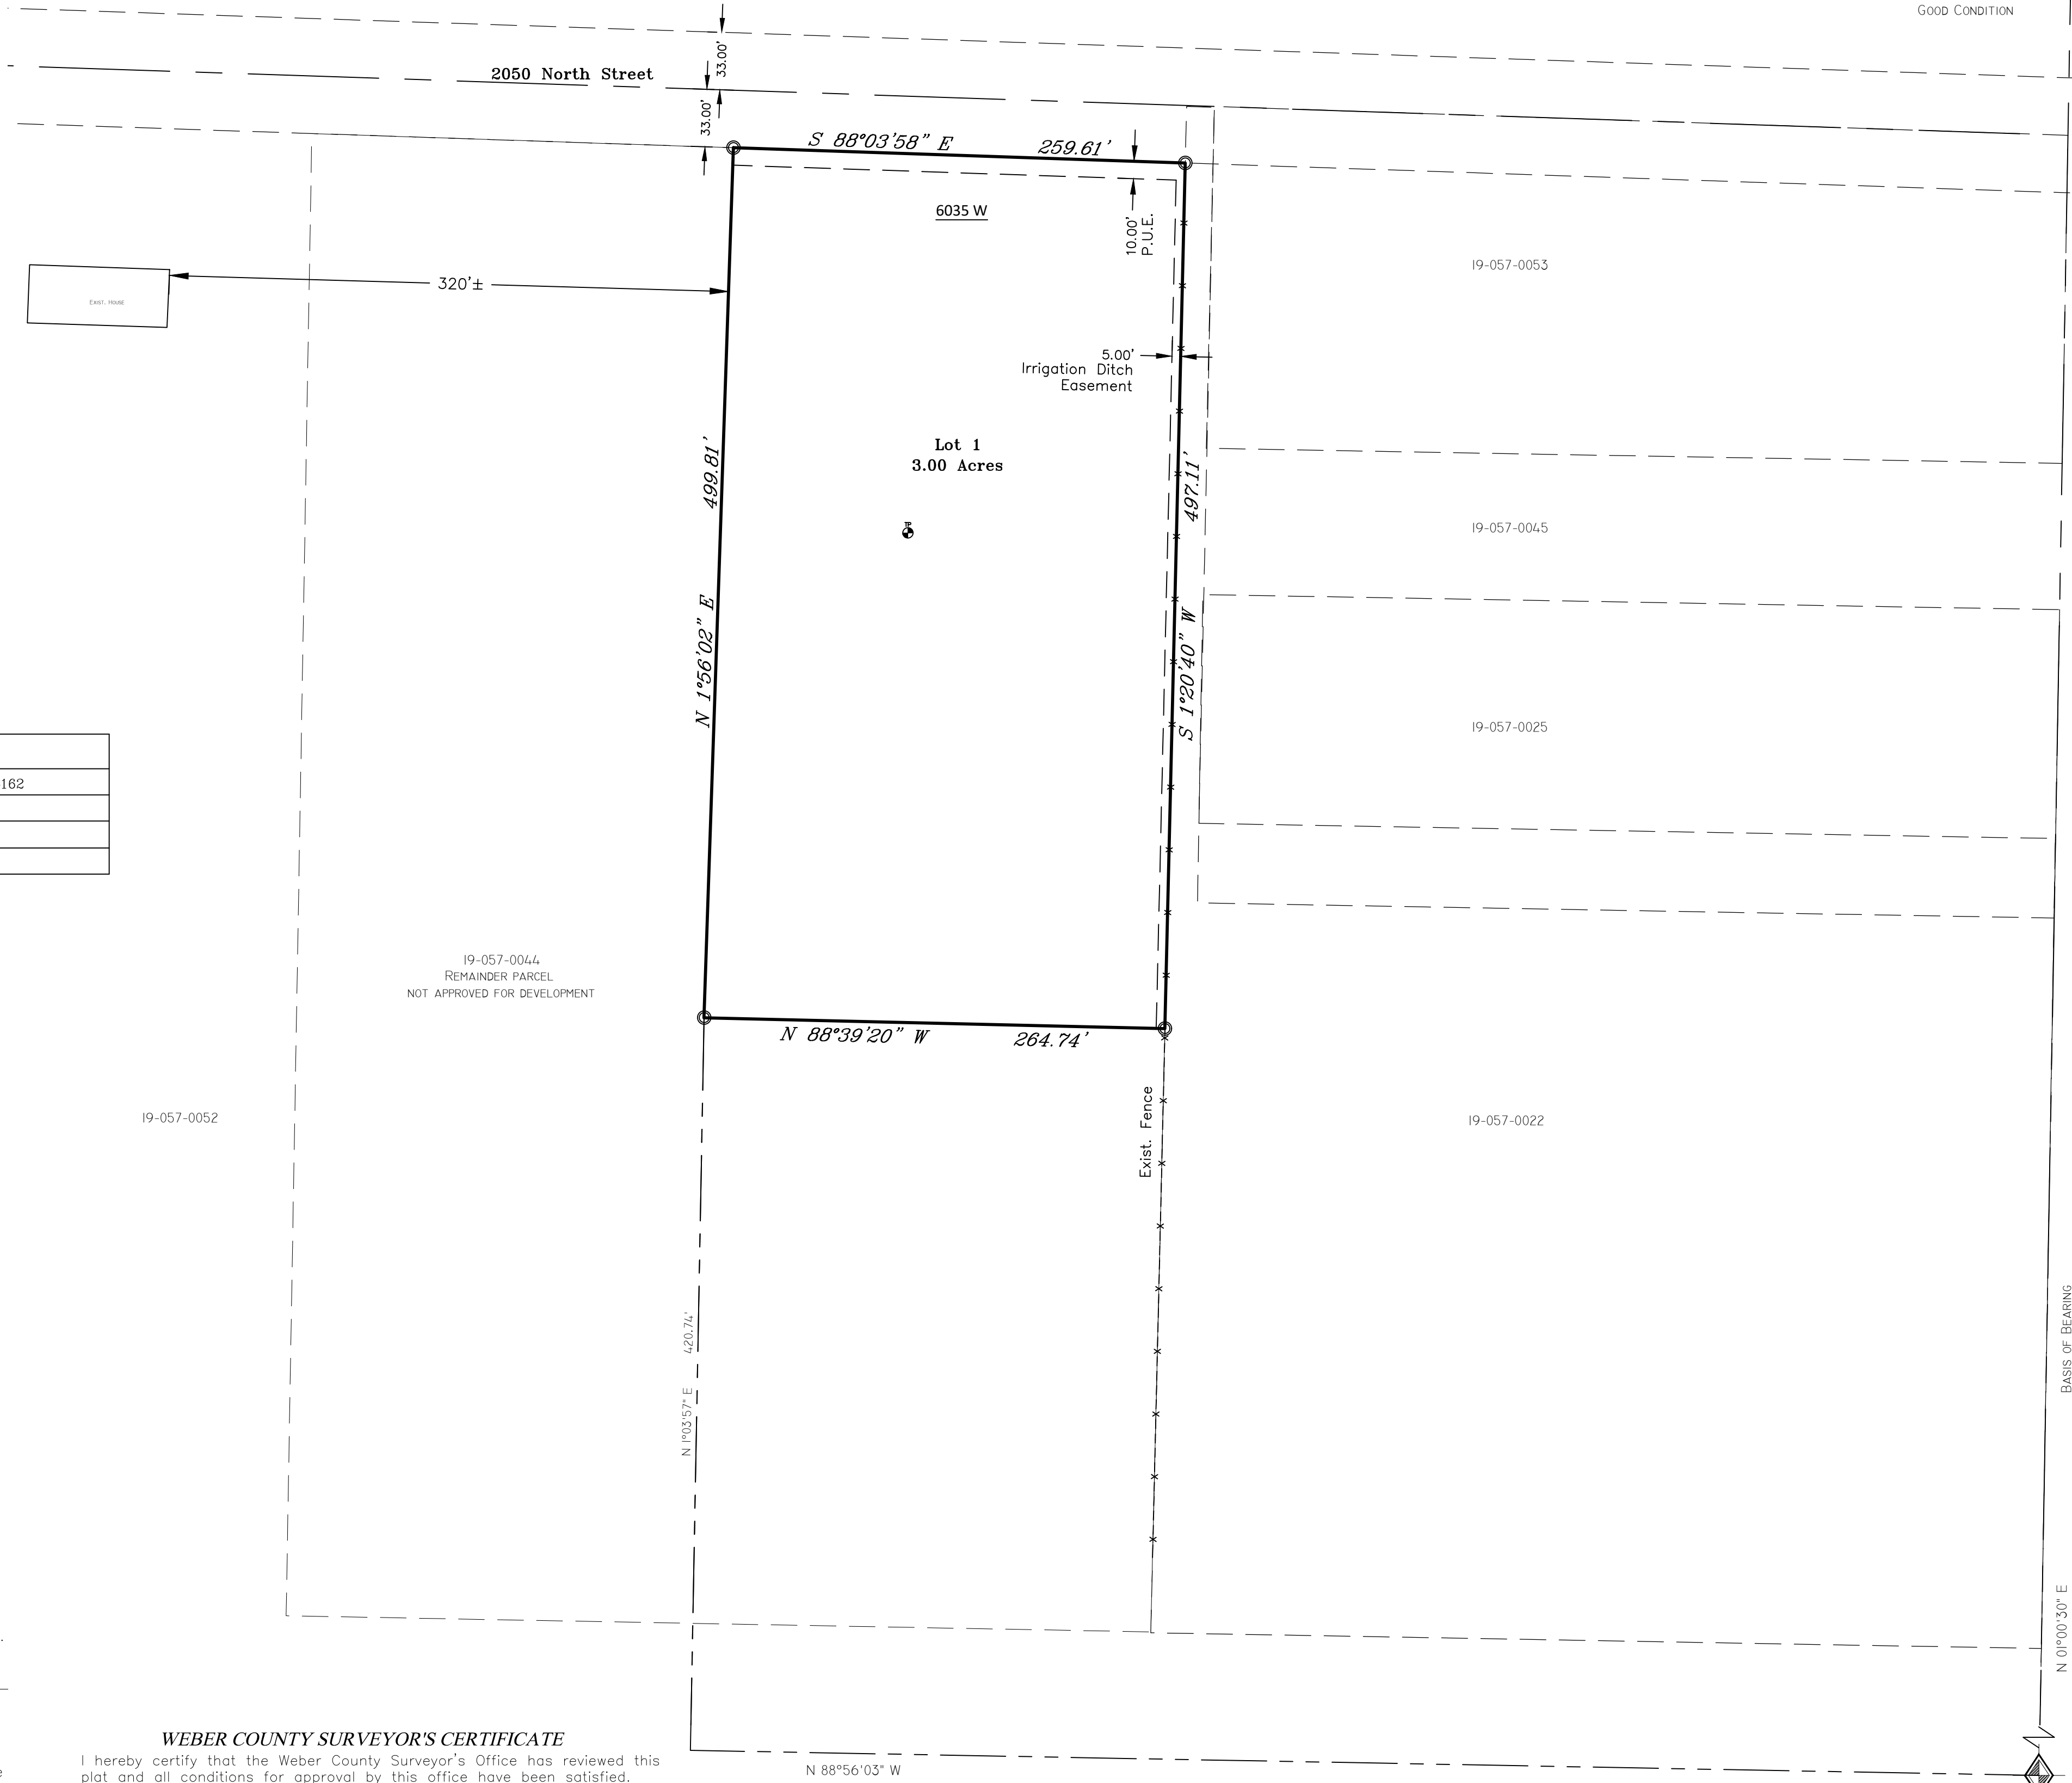 GOOD CONDITION
33.00'
2050 North Street
33.00'
S 88°03'58" E 259.61'
6035 W
10.00'
P.U.E.
19-057-0053
320'±
EXIST. HOUSE
5.00'
Irrigation Ditch
Easement
499.81'
Lot 1
3.00 Acres
497.11'
TP
19-057-0045
N 1°56'02" E
S 1°20'40" W
19-057-0025
162
19-057-0044
REMAINDER PARCEL
NOT APPROVED FOR DEVELOPMENT
N 88°39'20" W 264.74'
19-057-0052
Exist. Fence
19-057-0022
N 1°03'57" E 420.74'
BASIS OF BEARING
N 01°00'30" E
WEBER COUNTY SURVEYOR'S CERTIFICATE
I hereby certify that the Weber County Surveyor's Office has reviewed this
plat and all conditions for approval by this office have been satisfied.
N 88°56'03" W